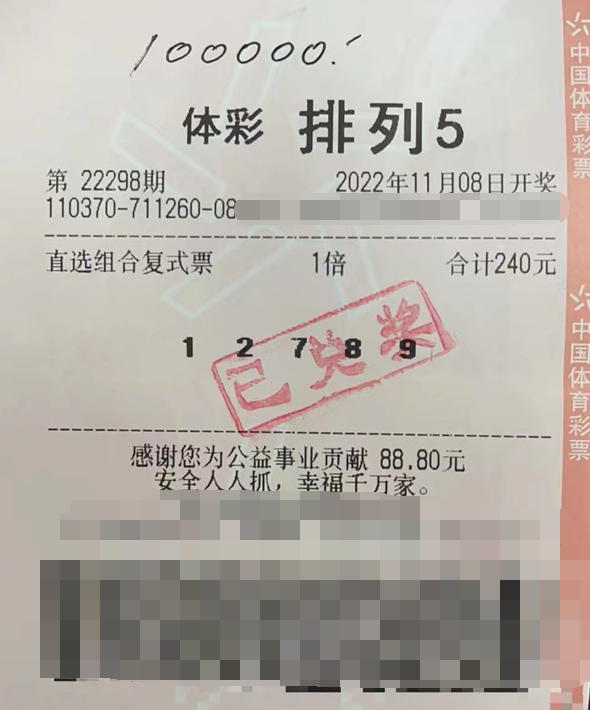 100000.
体彩 排列5
第 22298期 2022年11月08日开奖
110370-711260-08
直选组合复式票 1倍 合计240元
1 2 7 8 9
已兑奖
感谢您为公益事业贡献 88.80元
安全人人抓，幸福千万家。
中国体育彩票
中国体育彩票